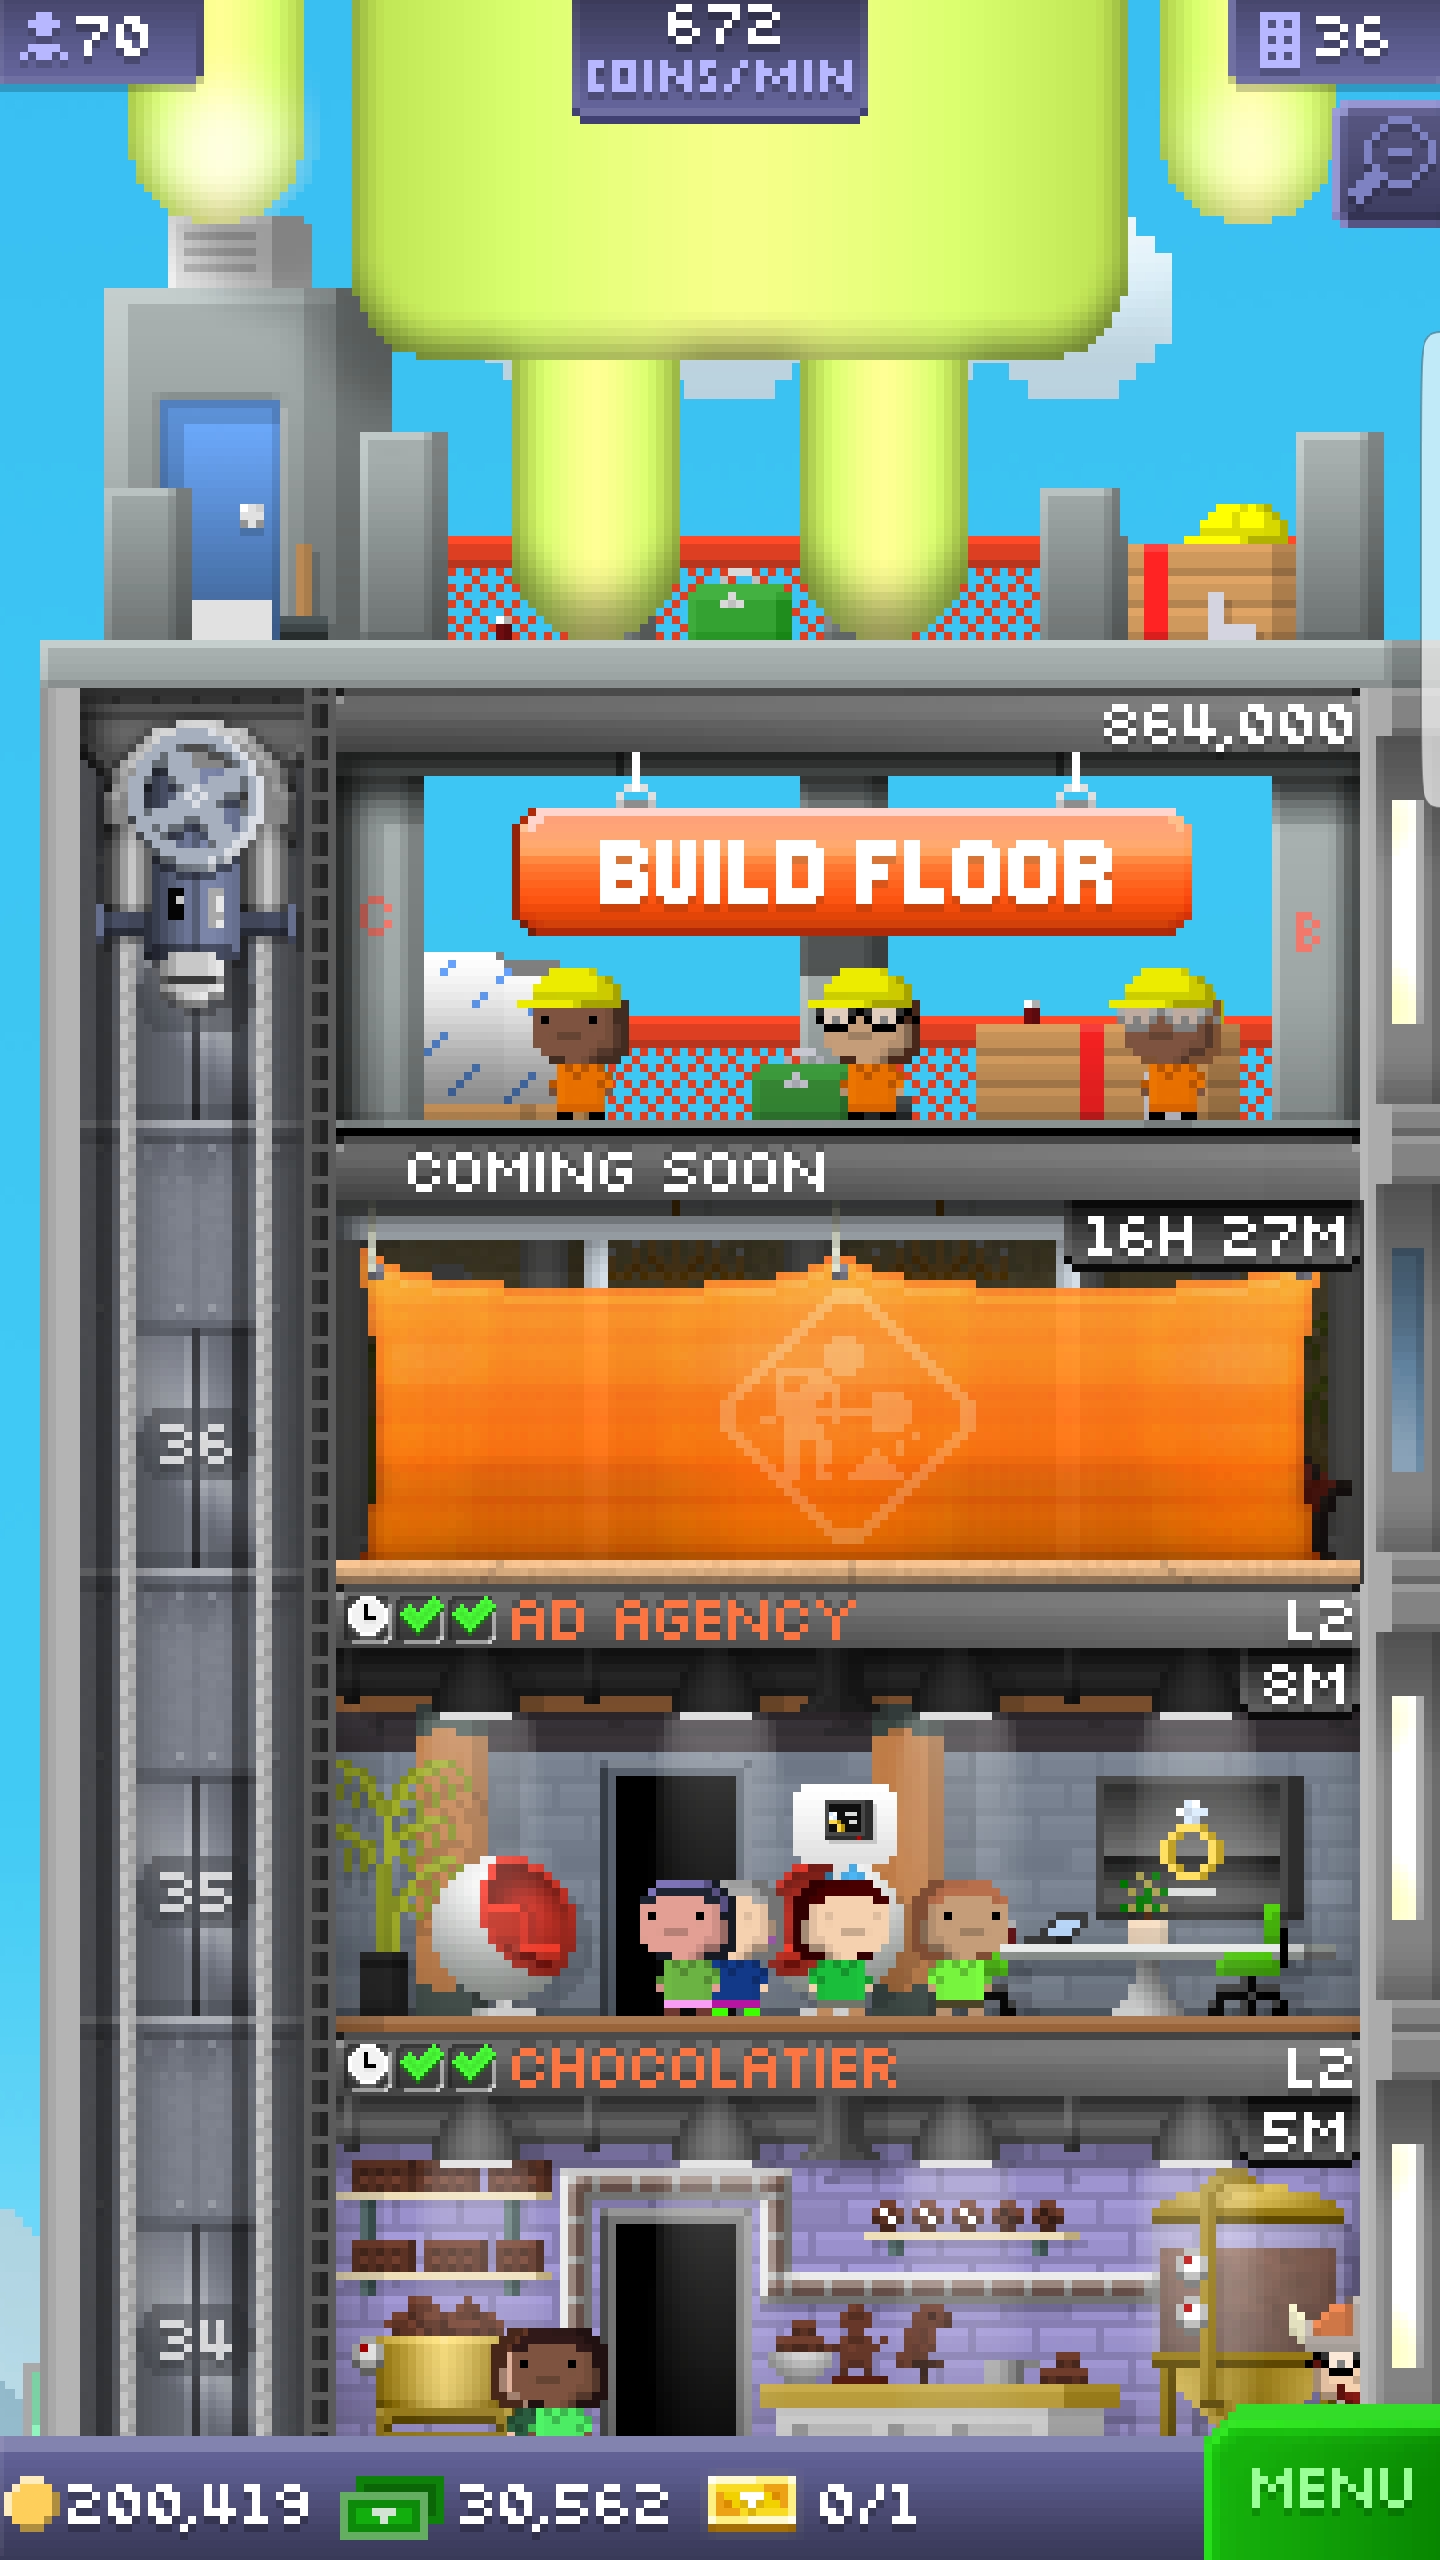 70
672
COINS/MIN
36
864,000
BUILD FLOOR
C
B
COMING SOON
16H 27M
36
AD AGENCY
L2
8M
35
CHOCOLATIER
L2
5M
34
200,419
30,562
0/1
MENU